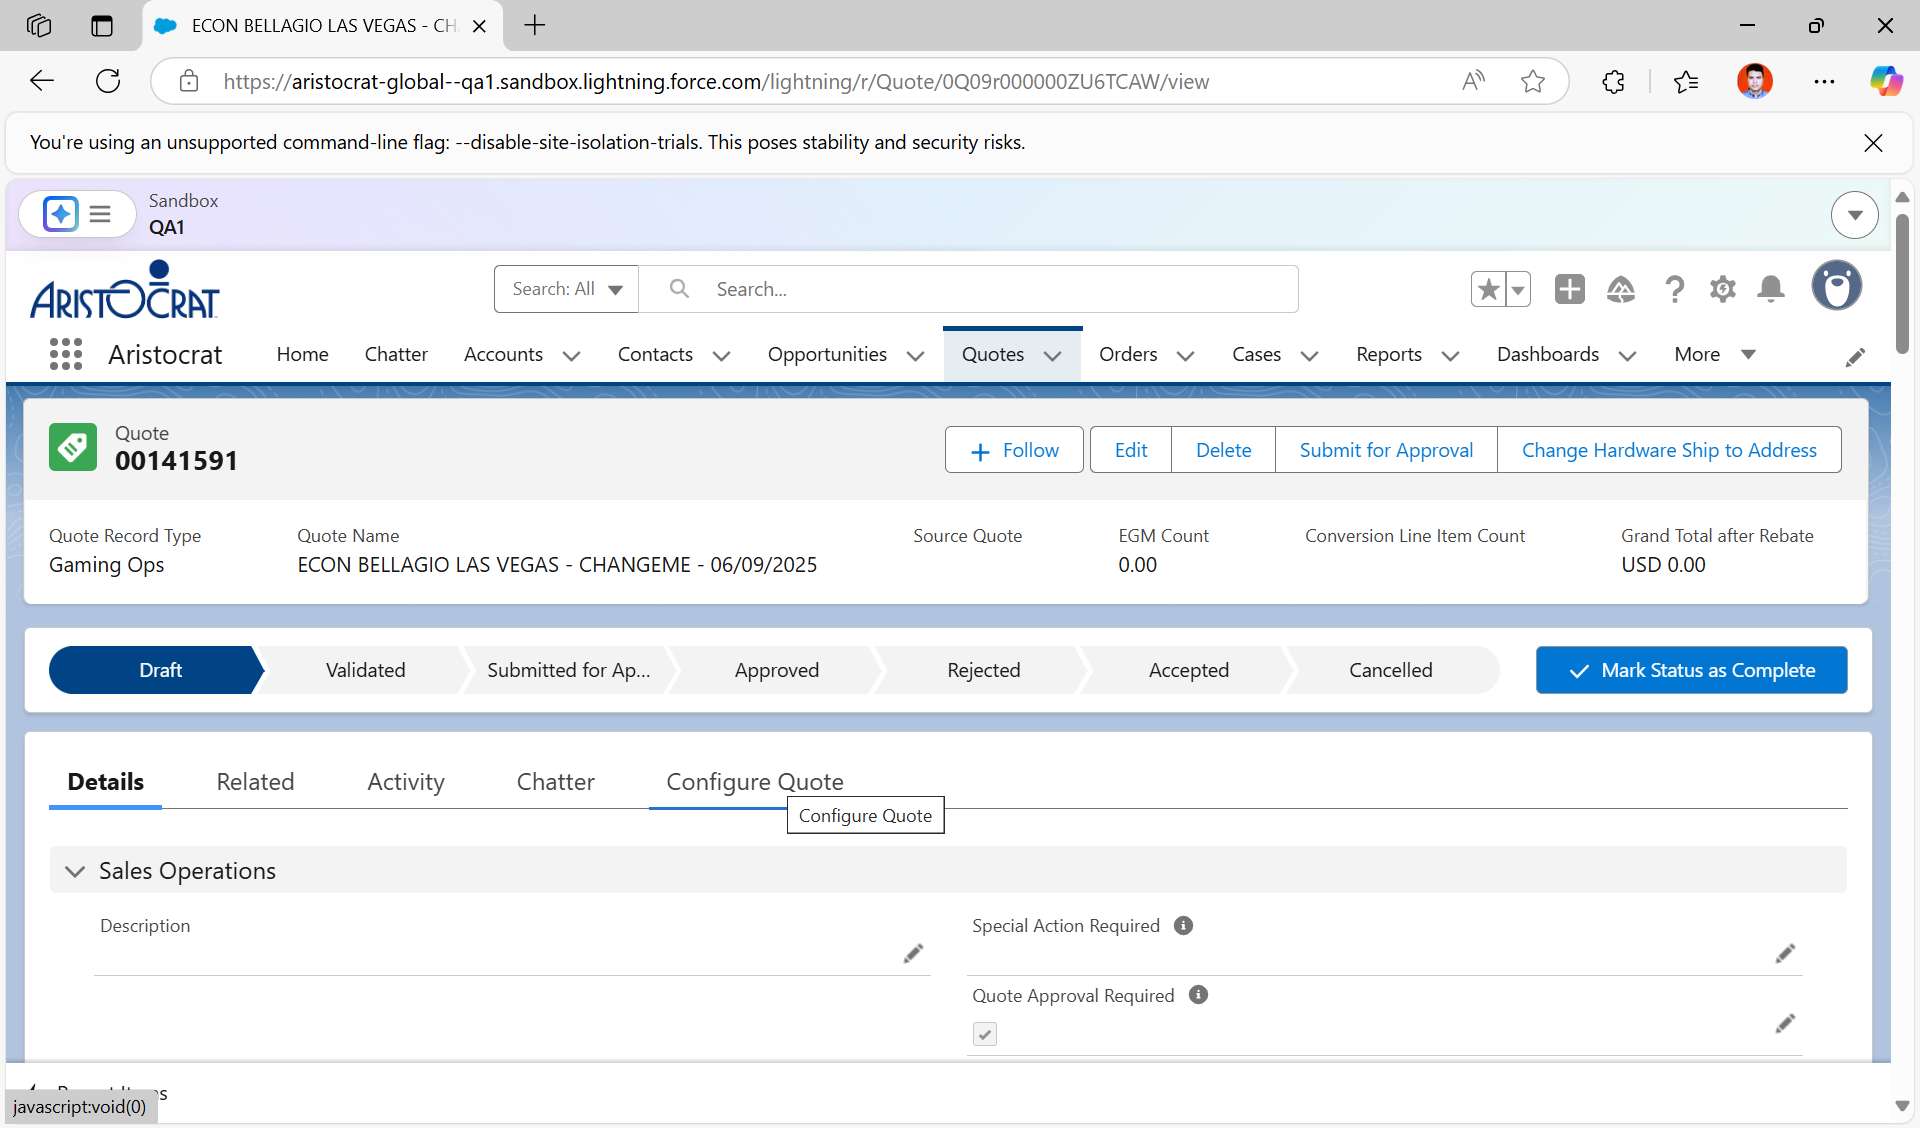 ECON BELLAGIO LAS VEGAS - CH
https://aristocrat-global--qa1.sandbox.lightning.force.com/lightning/r/Quote/0Q09r000000ZU6TCAW/view
You're using an unsupported command-line flag: --disable-site-isolation-trials. This poses stability and security risks.
Sandbox
QA1
ARISTOCRAT
Search: All
Search...
Aristocrat
Home
Chatter
Accounts
Contacts
Opportunities
Quotes
Orders
Cases
Reports
Dashboards
More
Quote
00141591
Follow
Edit
Delete
Submit for Approval
Change Hardware Ship to Address
Quote Record Type
Gaming Ops
Quote Name
ECON BELLAGIO LAS VEGAS - CHANGEME - 06/09/2025
Source Quote
EGM Count
0.00
Conversion Line Item Count
Grand Total after Rebate
USD 0.00
Draft
Validated
Submitted for Ap...
Approved
Rejected
Accepted
Cancelled
Mark Status as Complete
Details
Related
Activity
Chatter
Configure Quote
Configure Quote
Sales Operations
Description
Special Action Required
Quote Approval Required
javascript:void(0)